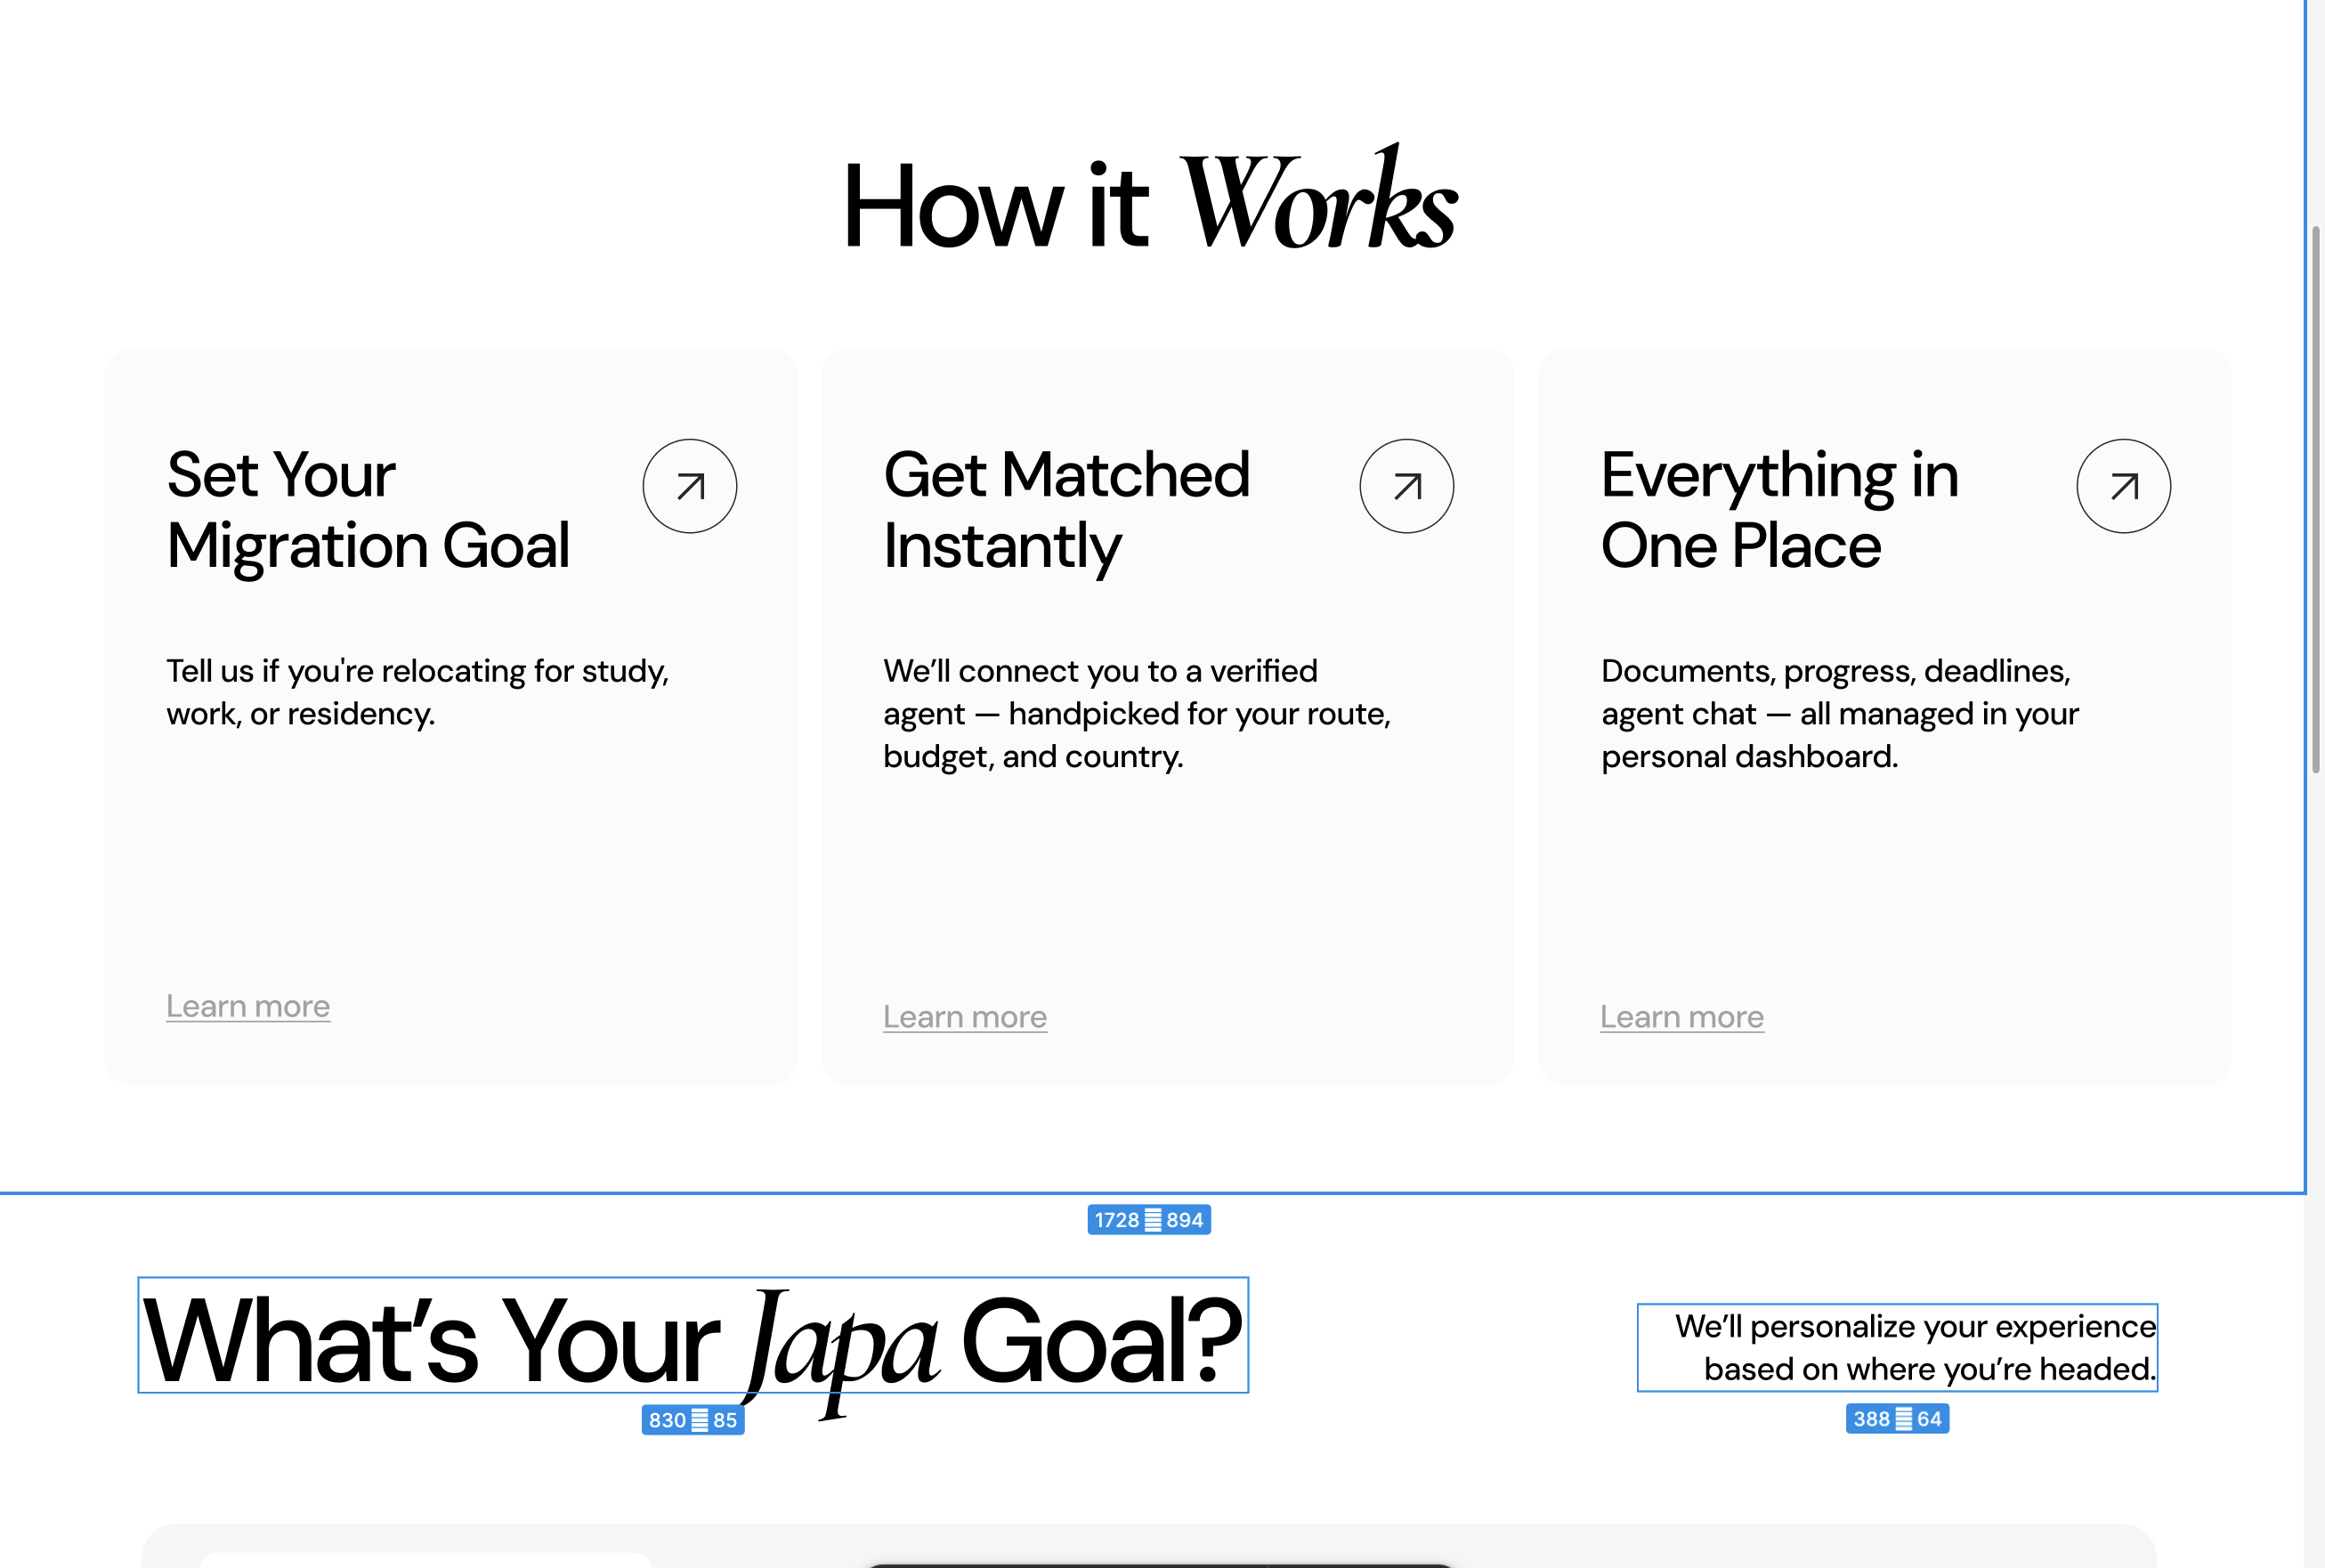 How it Works
Set Your
Migration Goal
Tell us if you're relocating for study,
work, or residency.
Learn more
Get Matched
Instantly
We’ll connect you to a verified
agent — handpicked for your route,
budget, and country.
Learn more
Everything in
One Place
Documents, progress, deadlines,
agent chat — all managed in your
personal dashboard.
Learn more
1728 894
What’s Your Japa Goal?
830 85
We’ll personalize your experience
based on where you’re headed.
388 64